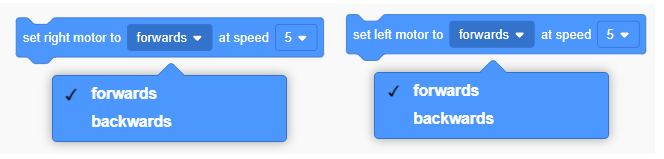 set right motor to forwards at speed 5
✓ forwards
backwards
set left motor to forwards at speed 5
✓ forwards
backwards